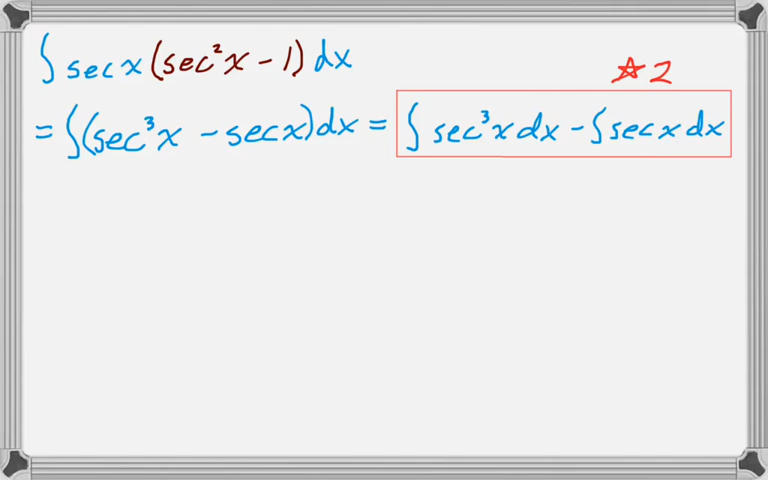 ∫ sec x (sec²x − 1) dx
☆2
= ∫(sec³x − sec x) dx = ∫ sec³x dx − ∫ sec x dx